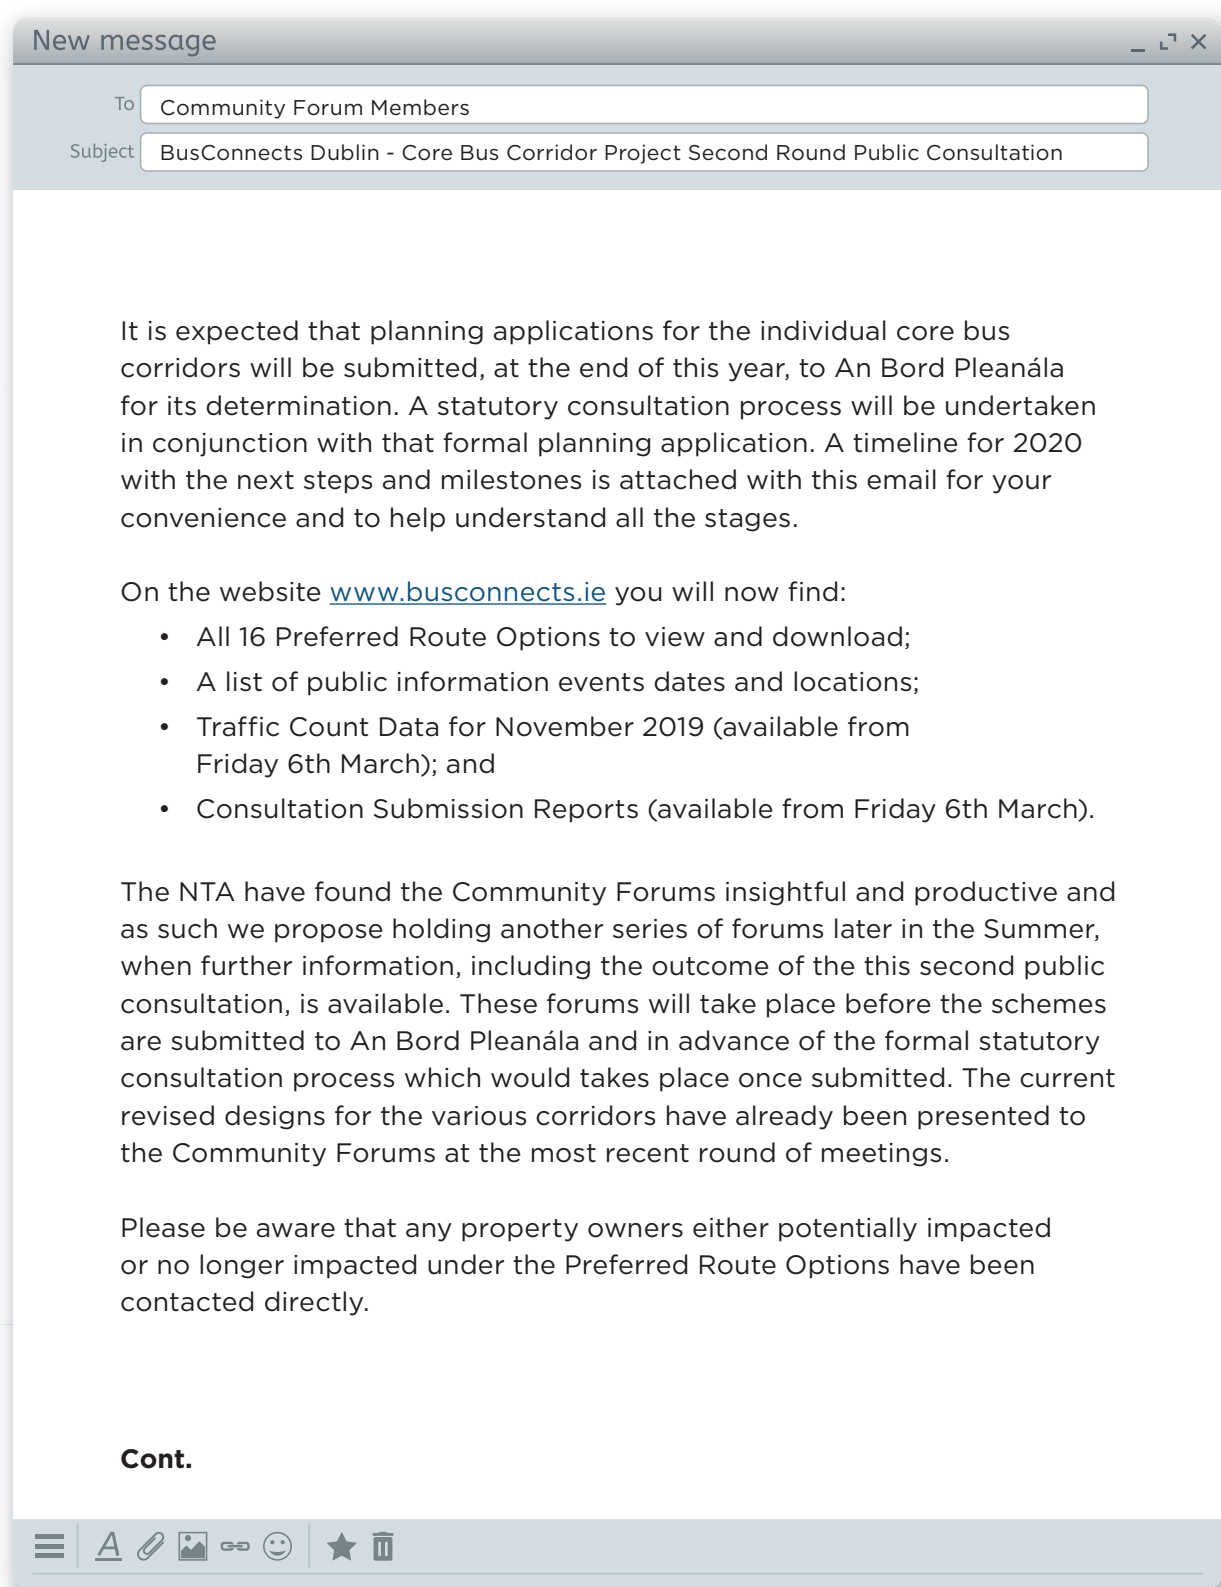 New message
To
Community Forum Members
Subject
BusConnects Dublin - Core Bus Corridor Project Second Round Public Consultation
It is expected that planning applications for the individual core bus
corridors will be submitted, at the end of this year, to An Bord Pleanála
for its determination. A statutory consultation process will be undertaken
in conjunction with that formal planning application. A timeline for 2020
with the next steps and milestones is attached with this email for your
convenience and to help understand all the stages.
On the website www.busconnects.ie you will now find:
• All 16 Preferred Route Options to view and download;
• A list of public information events dates and locations;
• Traffic Count Data for November 2019 (available from
Friday 6th March); and
• Consultation Submission Reports (available from Friday 6th March).
The NTA have found the Community Forums insightful and productive and
as such we propose holding another series of forums later in the Summer,
when further information, including the outcome of the this second public
consultation, is available. These forums will take place before the schemes
are submitted to An Bord Pleanála and in advance of the formal statutory
consultation process which would takes place once submitted. The current
revised designs for the various corridors have already been presented to
the Community Forums at the most recent round of meetings.
Please be aware that any property owners either potentially impacted
or no longer impacted under the Preferred Route Options have been
contacted directly.
Cont.
A